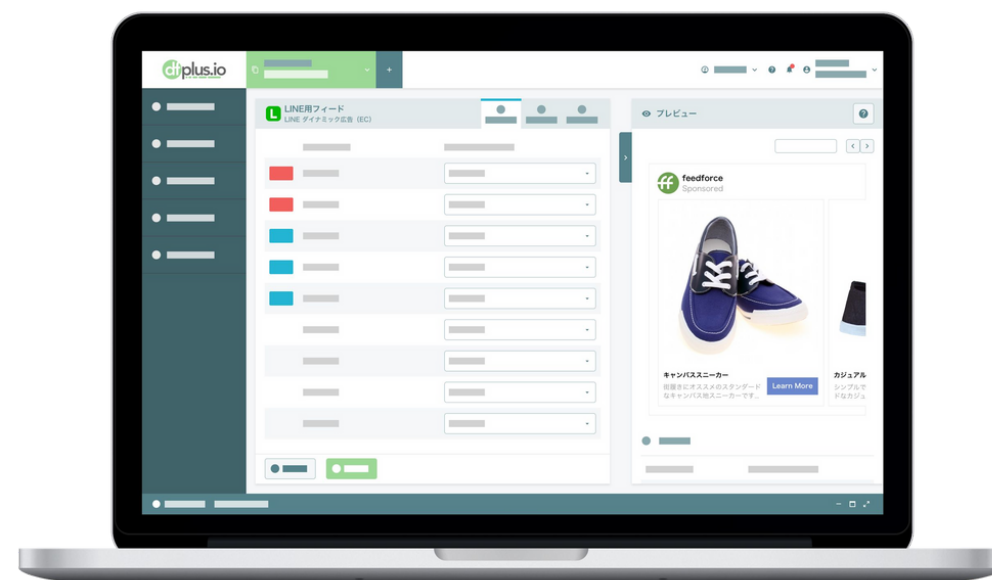 dfplus.io
LINE用フィード
LINE ダイナミック広告 (EC)
プレビュー
feedforce
Sponsored
キャンバススニーカー
街履きにオススメのスタンダード
なキャンバス地スニーカーです。
Learn More
カジュアル
シンプルで
ドなカジュ